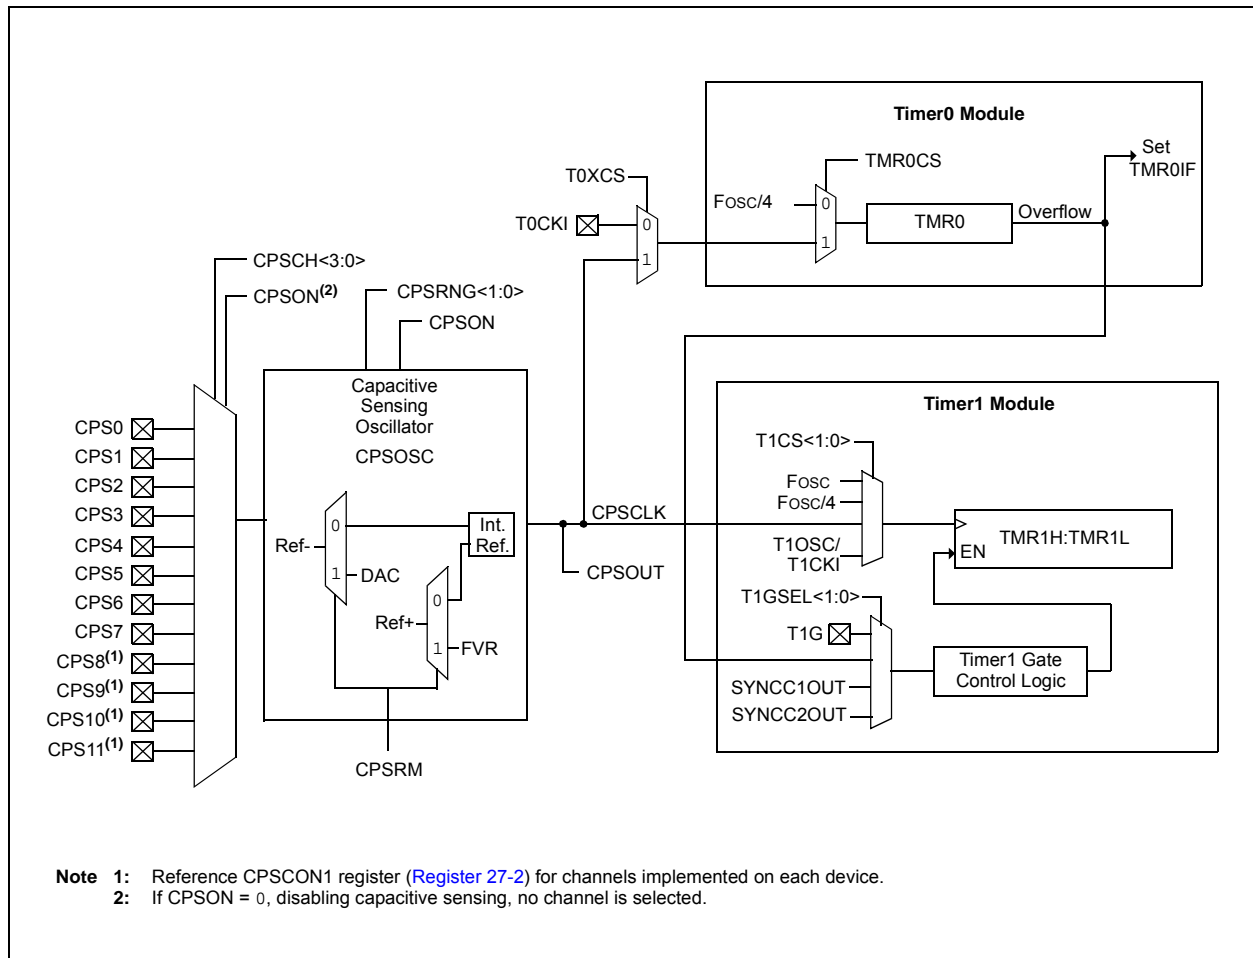 Timer0 Module
Set
TMR0IF
TMR0CS
T0XCS
FOSC/4
0
1
TMR0
Overflow
T0CKI
0
1
CPSCH<3:0>
CPSON(2)
CPSRNG<1:0>
CPSON
Capacitive
Sensing
Oscillator
CPSOSC
Timer1 Module
T1CS<1:0>
FOSC
FOSC/4
T1OSC/
T1CKI
EN
TMR1H:TMR1L
CPS0
CPS1
CPS2
CPS3
CPS4
CPS5
CPS6
CPS7
CPS8(1)
CPS9(1)
CPS10(1)
CPS11(1)
0
1
Ref-
DAC
Int.
Ref.
0
1
Ref+
FVR
CPSCLK
CPSOUT
CPSRM
T1GSEL<1:0>
T1G
SYNCC1OUT
SYNCC2OUT
Timer1 Gate
Control Logic
Note 1: Reference CPSCON1 register (Register 27-2) for channels implemented on each device.
2: If CPSON = 0, disabling capacitive sensing, no channel is selected.